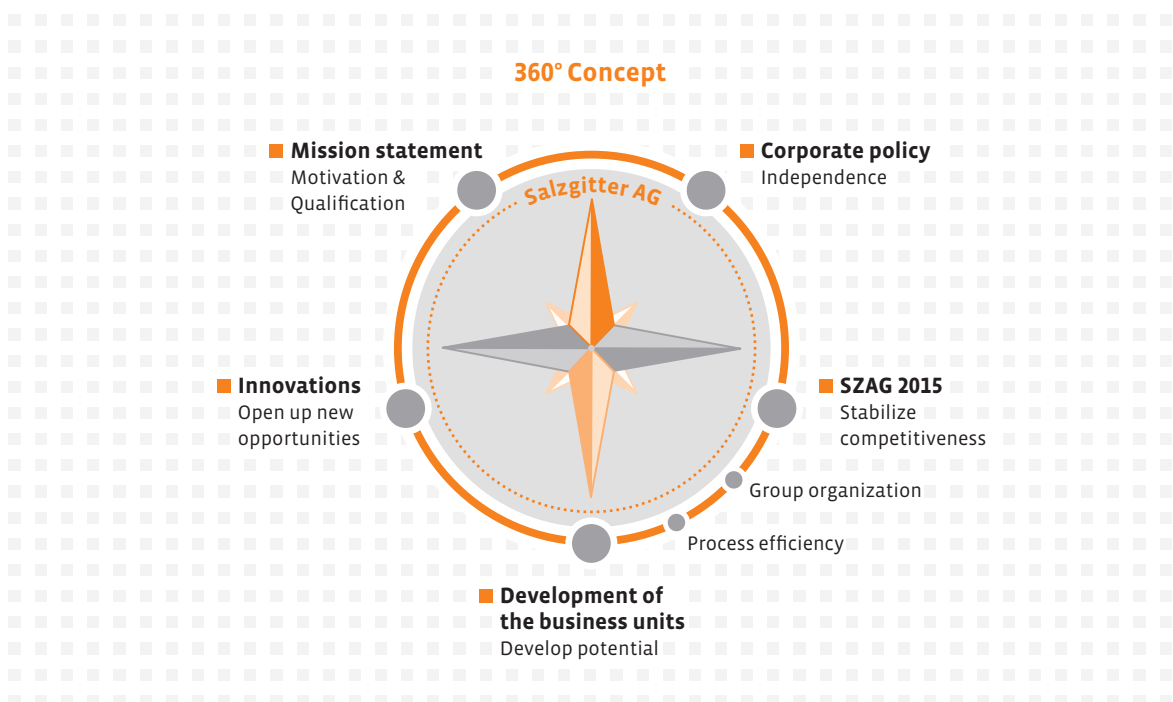 360° Concept
Mission statement
Motivation &
Qualification
Corporate policy
Independence
Salzgitter AG
Innovations
Open up new
opportunities
SZAG 2015
Stabilize
competitiveness
Group organization
Process efficiency
Development of
the business units
Develop potential